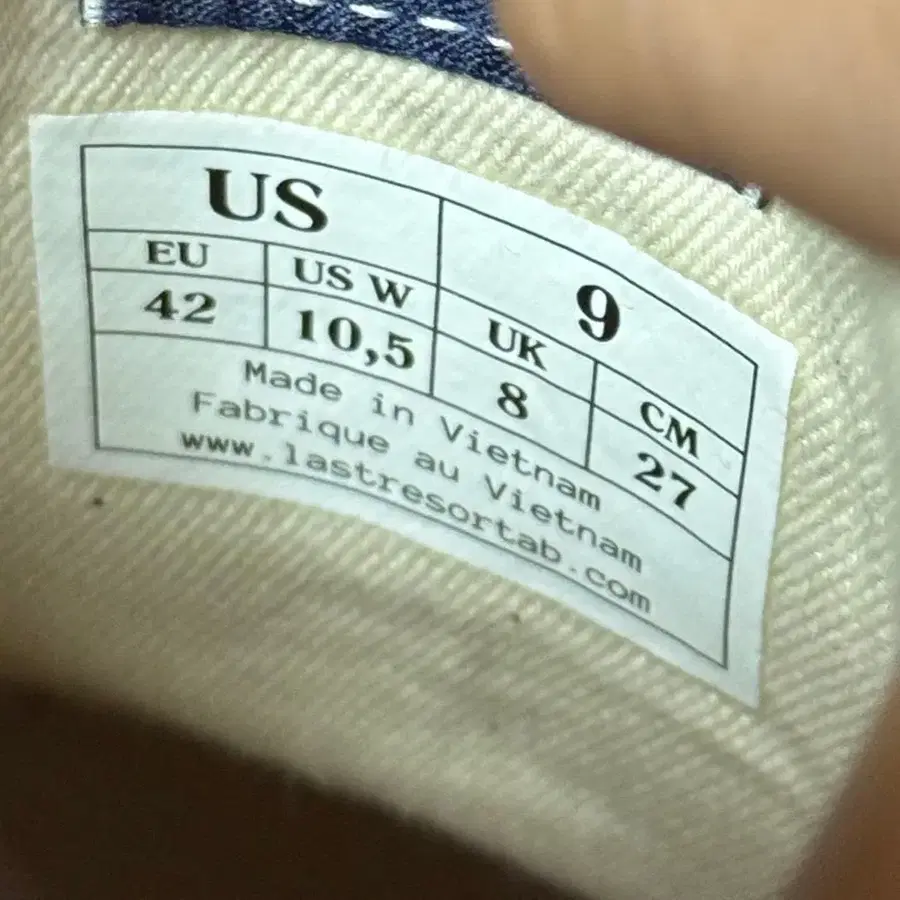 US 9
EU US W UK CM
42 10,5 8 27
Made in Vietnam
Fabrique au Vietnam
www.lastresortab.com